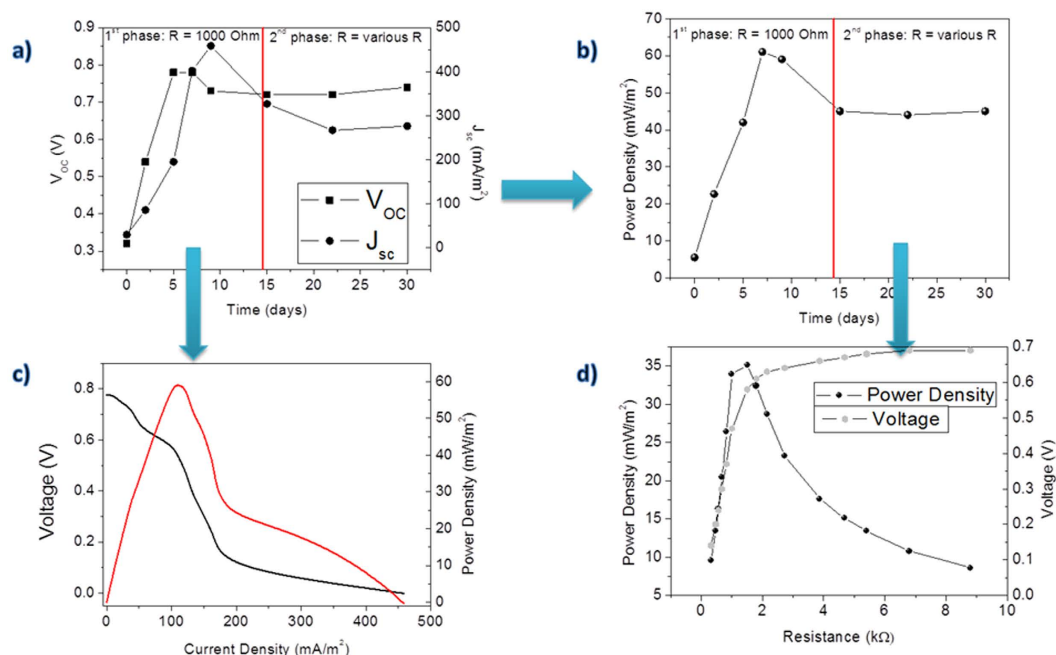 a)
1st phase: R = 1000 Ohm
2nd phase: R = various R
0.9
0.8
0.7
0.6
0.5
0.4
0.3
VOC (V)
500
400
300
200
100
0
Jsc (mA/m2)
VOC
Jsc
0 5 10 15 20 25 30
Time (days)
b)
1st phase: R = 1000 Ohm
2nd phase: R = various R
70
60
50
40
30
20
10
0
Power Density (mW/m2)
0 5 10 15 20 25 30
Time (days)
c)
0.8
0.6
0.4
0.2
0.0
Voltage (V)
60
50
40
30
20
10
0
Power Density (mW/m2)
0 100 200 300 400 500
Current Density (mA/m2)
d)
35
30
25
20
15
10
5
Power Density (mW/m2)
0.7
0.6
0.5
0.4
0.3
0.2
0.1
0.0
Voltage (V)
Power Density
Voltage
0 2 4 6 8 10
Resistance (kΩ)